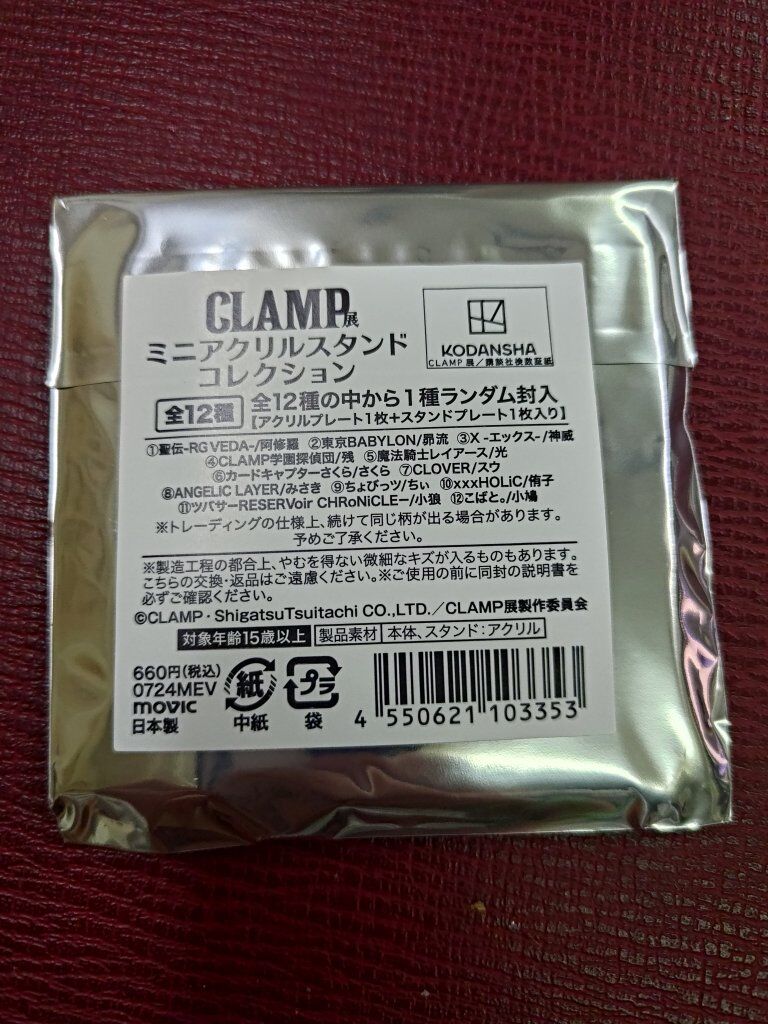 CLAMP展
ミニアクリルスタンド
コレクション
KODANSHA
CLAMP展／講談社検数証紙
全12種 全12種の中から1種ランダム封入
【アクリルプレート1枚+スタンドプレート1枚入り】
①聖伝-RG VEDA-/阿修羅 ②東京BABYLON/昴流 ③X -エックス-/神威
④CLAMP学園探偵団/残 ⑤魔法騎士レイアース/光
⑥カードキャプターさくら/さくら ⑦CLOVER/スウ
⑧ANGELIC LAYER/みさき ⑨ちょびっツ/ちぃ ⑩xxxHOLiC/侑子
⑪ツバサ-RESERVoir CHRoNiCLE-/小狼 ⑫こばと。/小鳩
※トレーディングの仕様上、続けて同じ柄が出る場合があります。
予めご了承ください。
※製造工程の都合上、やむを得ない微細なキズが入るものもあります。
こちらの交換・返品はご遠慮ください。※ご使用の前に同封の説明書を
必ずご確認ください。
©CLAMP・ShigatsuTsuitachi CO.,LTD.／CLAMP展製作委員会
対象年齢15歳以上 製品素材 本体、スタンド：アクリル
660円(税込)
0724MEV
movic
日本製
紙
中紙
プラ
袋
4 550621 103353